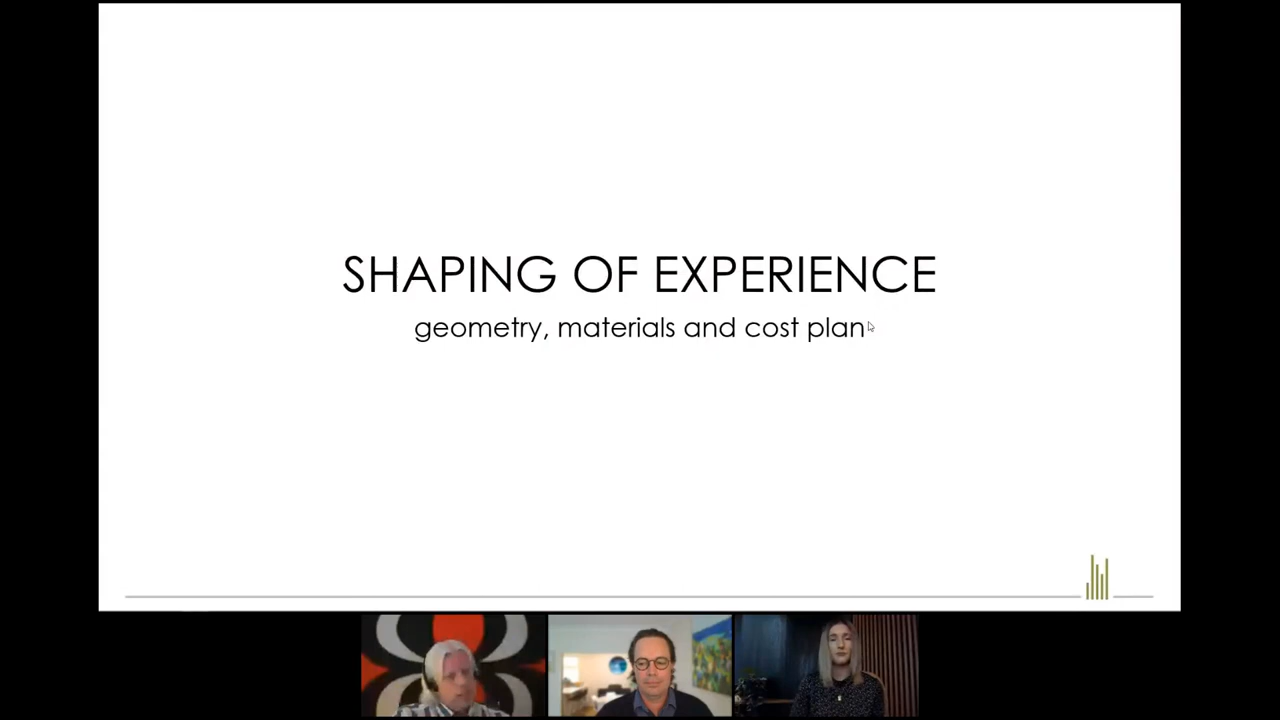 SHAPING OF EXPERIENCE
geometry, materials and cost plan